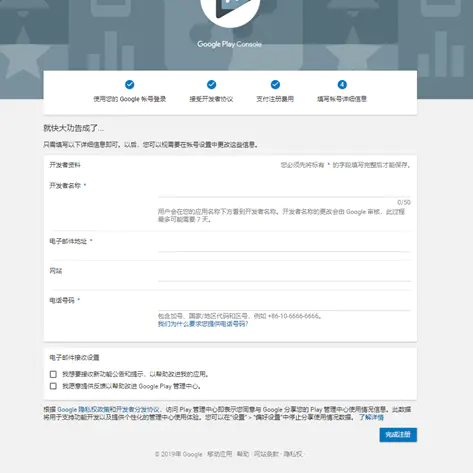 Google Play Console
使用您的 Google 帐号登录
接受开发者协议
支付注册费用
4
填写帐号详细信息
就快大功告成了...
只需填写以下详细信息即可。以后，您可以视需要在帐号设置中更改这些信息。
开发者资料
您必须先将标有 * 的字段填写完整后才能保存。
开发者名称 *
0/50
用户会在您的应用名称下方看到开发者名称。开发者名称的更改会由 Google 审核，此过程
最多可能需要 7 天。
电子邮件地址 *
网站
电话号码 *
包含加号、国家/地区代码和区号，例如 +86-10-6666-6666。
我们为什么要求您提供电话号码？
电子邮件接收设置
我想要接收新功能公告和提示，以帮助改进我的应用。
我愿意提供反馈以帮助改进 Google Play 管理中心。
根据 Google 隐私权政策和开发者分发协议，访问 Play 管理中心即表示您同意与 Google 分享您的 Play 管理中心使用情况信息。此数据
将用于支持功能开发以及提供个性化的管理中心使用体验。您可以在“设置”>“偏好设置”中停止分享使用情况数据。 了解详情
完成注册
© 2019年 Google · 移动应用 · 帮助 · 网站条款 · 隐私权 ·